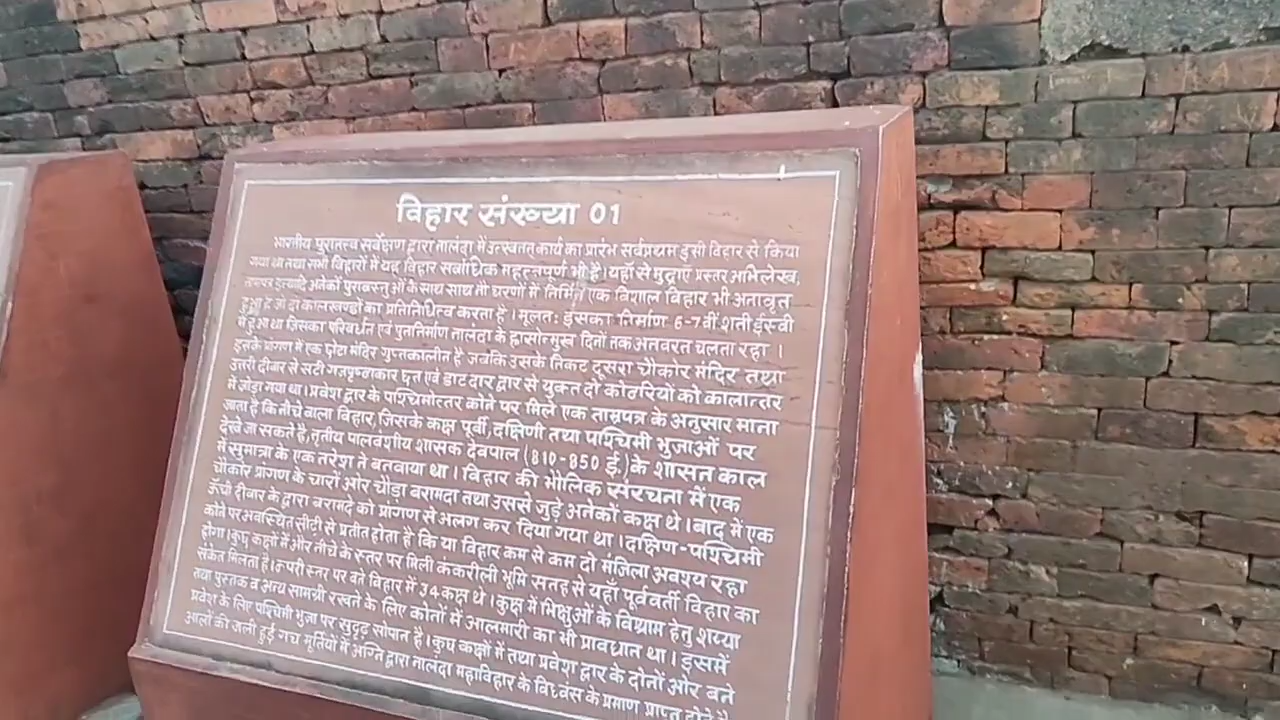 विहार संख्या 01
भारतीय पुरातत्त्व सर्वेक्षण द्वारा नालंदा में उत्खनन कार्य का प्रारंभ सर्वप्रथम इसी विहार से किया
गया था तथा सभी विहारों में यह विहार सर्वाधिक महत्त्वपूर्ण भी है। यहाँ से मुद्राएं प्रस्तर अभिलेख,
ताम्रपत्र इत्यादि अनेकों पुरावस्तुओं के साथ साथ नौ चरणों में निर्मित एक विशाल विहार भी अनावृत
हुआ है जो दो कालखण्डों का प्रतिनिधित्व करता है । मूलतः इसका निर्माण 6-7 वीं शती ईस्वी
में हुआ था जिसका परिवर्धन एवं पुननिर्माण नालंदा के ह्रासोन्मुख दिनों तक अनवरत चलता रहा ।
इसके प्रांगण में एक छोटा मंदिर गुप्तकालीन है जबकि उसके निकट दूसरा चौकोर मंदिर तथा
उत्तरी दीवार से सटी गजपृष्ठाकार छत एवं डाटदार द्वार से युक्त दो कोठरियों को कालान्तर
में जोड़ा गया था । प्रवेश द्वार के पश्चिमोत्तर कोने पर मिले एक ताम्रपत्र के अनुसार माना
जाता है कि नीचे वाला विहार, जिसके कक्ष पूर्वी, दक्षिणी तथा पश्चिमी भुजाओं पर
देखे जा सकते है, तृतीय पालवंशीय शासक देवपाल (810-850 ई.) के शासन काल
में सुमात्रा के एक नरेश ने बनवाया था । विहार की भौतिक संरचना में एक
चौकोर प्रांगण के चारों ओर चौड़ा बरामदा तथा उससे जुड़े अनेकों कक्ष थे । बाद में एक
ऊँची दीवार के द्वारा बरामदे को प्रांगण से अलग कर दिया गया था । दक्षिण-पश्चिमी
कोने पर अवस्थित सीढ़ी से प्रतीत होता है कि या विहार कम से कम दो मंजिला अवश्य रहा
होगा । कुछ कक्षों में और नीचे के स्तर पर मिली कंकरीली भूमि सतह से यहाँ पूर्ववर्ती विहार का
संकेत मिलता है । ऊपरी स्तर पर बने विहार में 34 कक्ष थे । कक्ष में भिक्षुओं के विश्राम हेतु शय्या
तथा पुस्तक व अन्य सामग्री रखने के लिए कोनों में आलमारी का भी प्रावधान था । इसमें
प्रवेश के लिए पश्चिमी भुजा पर सुदृढ़ सोपान है । कुछ कक्षों में तथा प्रवेश द्वार के दोनों ओर बने
आलों की जली हुई गच मूर्तियों में अग्नि द्वारा नालंदा महाविहार के विध्वंस के प्रमाण प्राप्त होते है